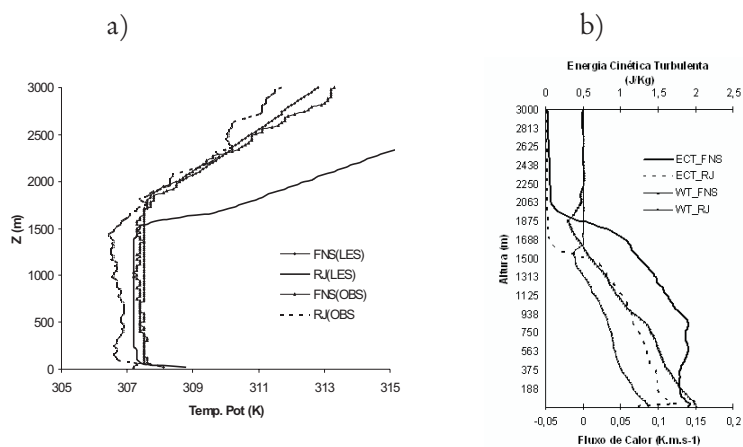 a)
b)
3000
2500
2000
1500
1000
500
0
Z (m)
305
307
309
311
313
315
Temp. Pot (K)
FNS(LES)
RJ(LES)
FNS(OBS)
RJ(OBS
Energia Cinética Turbulenta
(J/Kg)
0
0,5
1
1,5
2
3000
2813
2625
2438
2250
2063
1875
1688
1500
1313
1125
938
750
563
375
188
Altura (m)
ECT_FNS
ECT_RJ
WT_FNS
WT_RJ
-0,05
0
0,05
0,1
0,15
0,2
Fluxo de Calor (K.m.s-1)